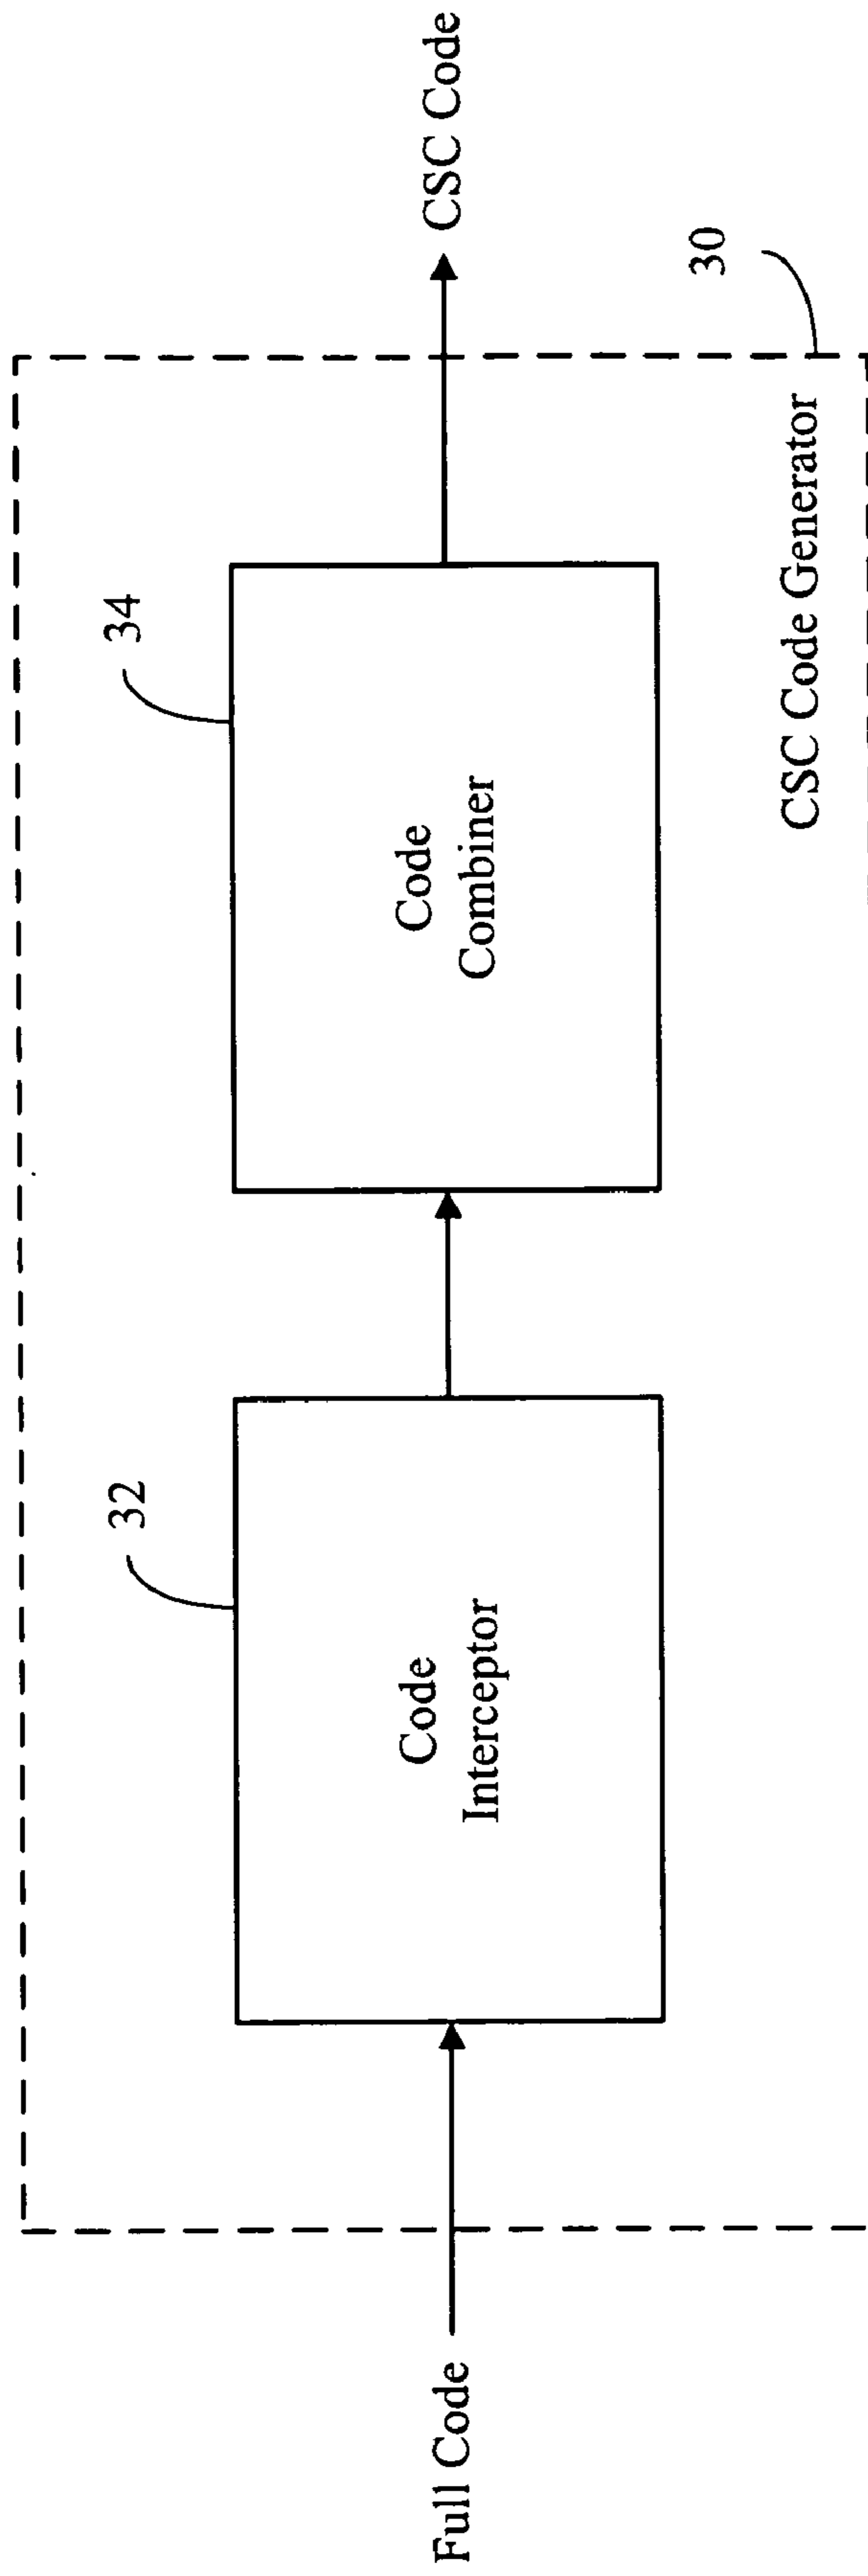 32
34
Full Code
Code
Interceptor
Code
Combiner
CSC Code
CSC Code Generator
30